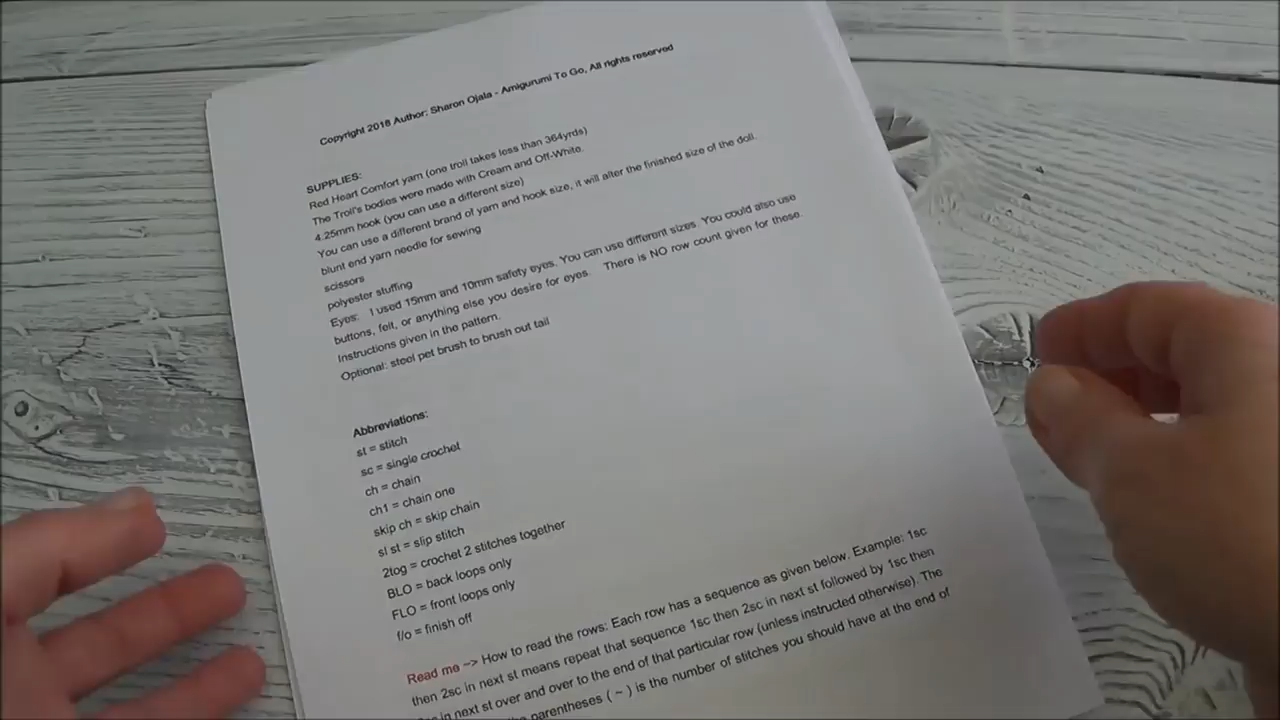 Copyright 2018 Author: Sharon Ojala - Amigurumi To Go, All rights reserved
SUPPLIES:
Red Heart Comfort yarn (one troll takes less than 364yrds)
The Troll's bodies were made with Cream and Off-White.
4.25mm hook (you can use a different size)
You can use a different brand of yarn and hook size, it will alter the finished size of the doll.
blunt end yarn needle for sewing
scissors
polyester stuffing
Eyes: I used 15mm and 10mm safety eyes. You can use different sizes. You could also use
buttons, felt, or anything else you desire for eyes. There is NO row count given for these.
Instructions given in the pattern.
Optional: steel pet brush to brush out tail
Abbreviations:
st = stitch
sc = single crochet
ch = chain
ch1 = chain one
skip ch = skip chain
sl st = slip stitch
2tog = crochet 2 stitches together
BLO = back loops only
FLO = front loops only
f/o = finish off
Read me ~> How to read the rows: Each row has a sequence as given below. Example: 1sc
then 2sc in next st means repeat that sequence 1sc then 2sc in next st followed by 1sc then
in next st over and over to the end of that particular row (unless instructed otherwise). The
parentheses ( ~ ) is the number of stitches you should have at the end of